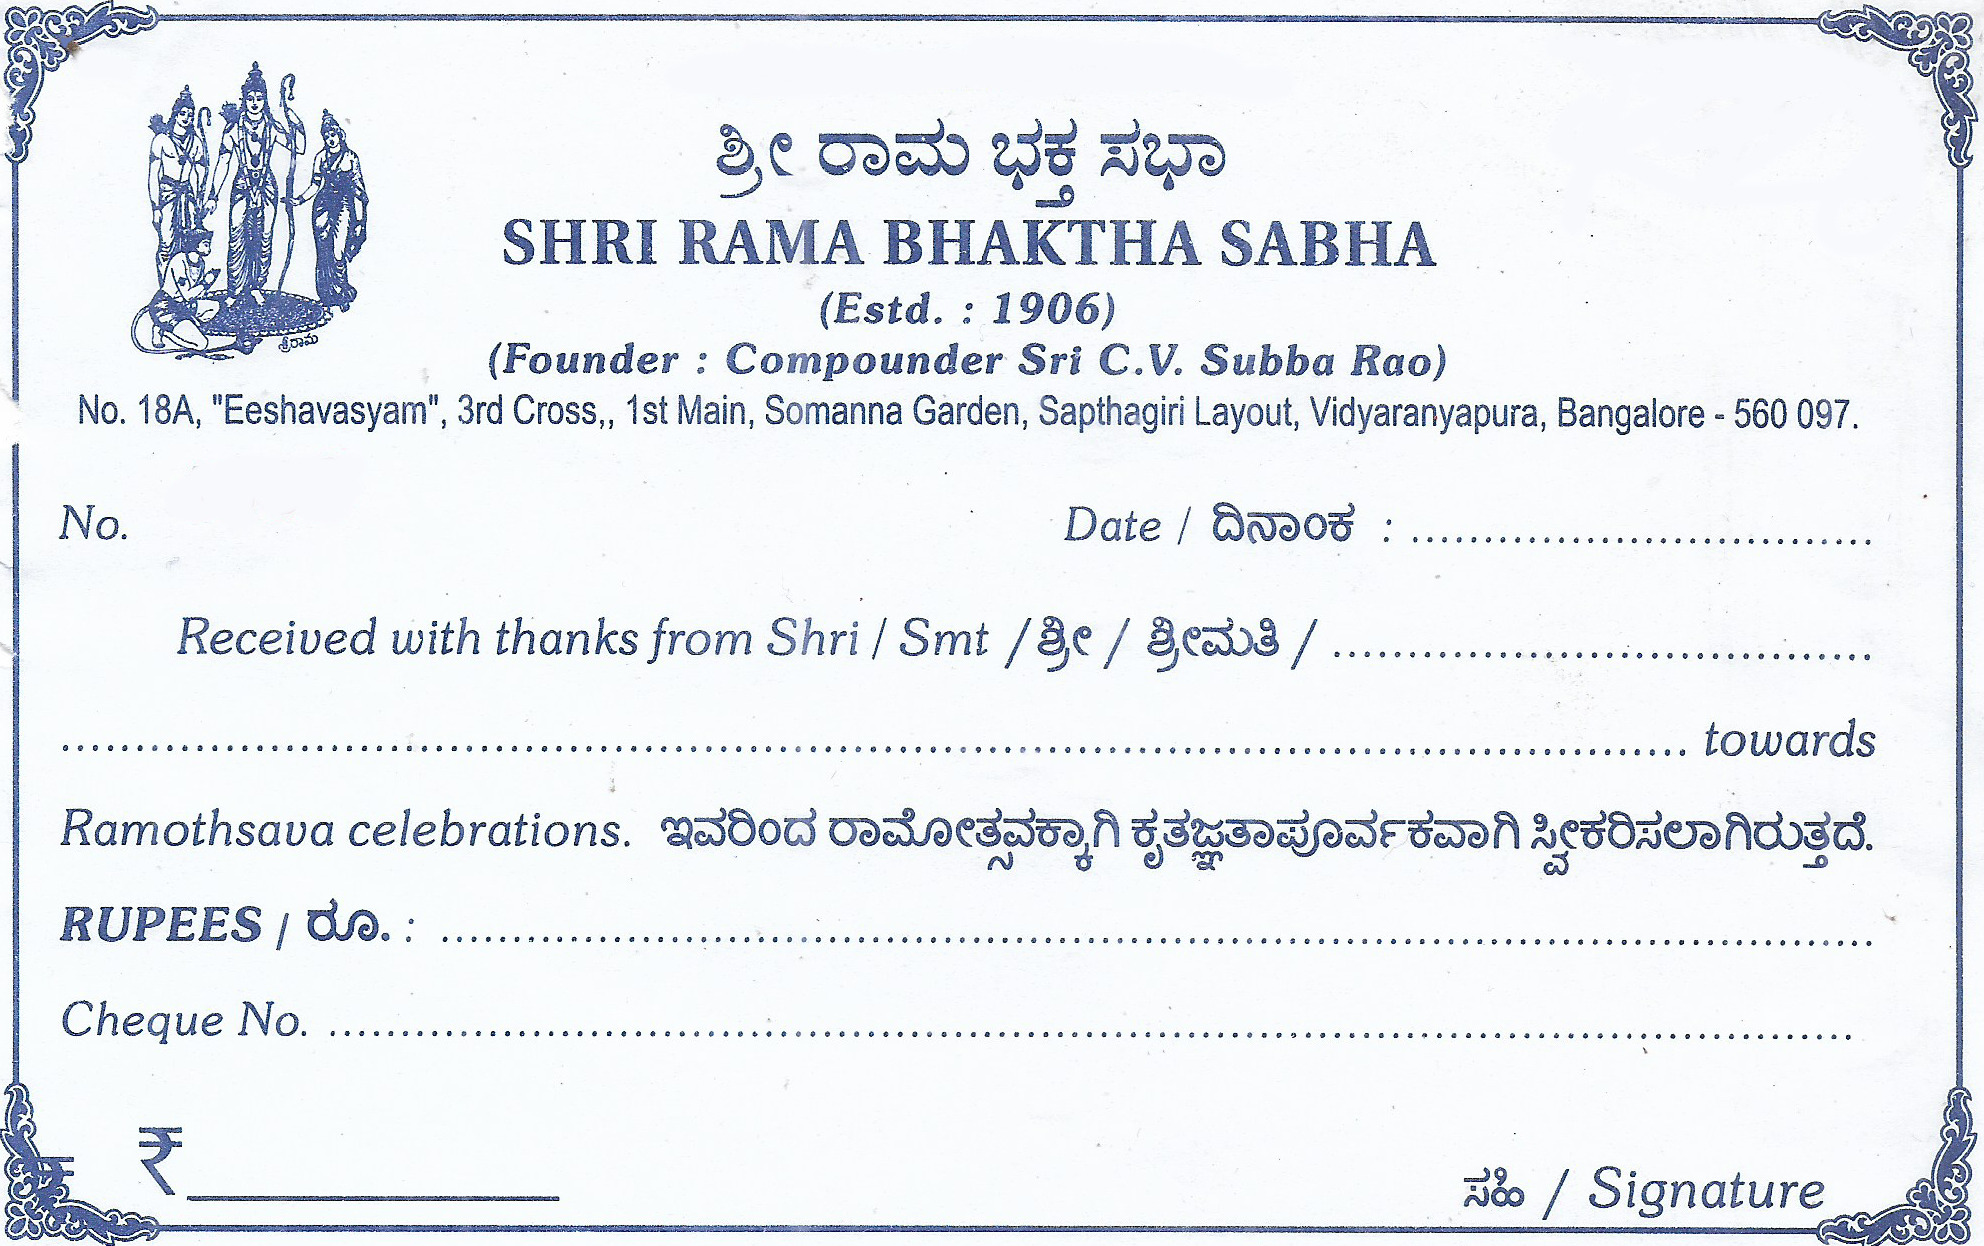 ಶ್ರೀರಾಮ
ಶ್ರೀ ರಾಮ ಭಕ್ತ ಸಭಾ
SHRI RAMA BHAKTHA SABHA
(Estd. : 1906)
(Founder : Compounder Sri C.V. Subba Rao)
No. 18A, "Eeshavasyam", 3rd Cross,, 1st Main, Somanna Garden, Sapthagiri Layout, Vidyaranyapura, Bangalore - 560 097.
No. Date / ದಿನಾಂಕ : ................................
Received with thanks from Shri / Smt / ಶ್ರೀ / ಶ್ರೀಮತಿ / ......................................
................................................................................................................ towards
Ramothsava celebrations. ಇವರಿಂದ ರಾಮೋತ್ಸವಕ್ಕಾಗಿ ಕೃತಜ್ಞತಾಪೂರ್ವಕವಾಗಿ ಸ್ವೀಕರಿಸಲಾಗಿರುತ್ತದೆ.
RUPEES / ರೂ. : ....................................................................................................
Cheque No. ..........................................................................................................
₹ ________________
ಸಹಿ / Signature